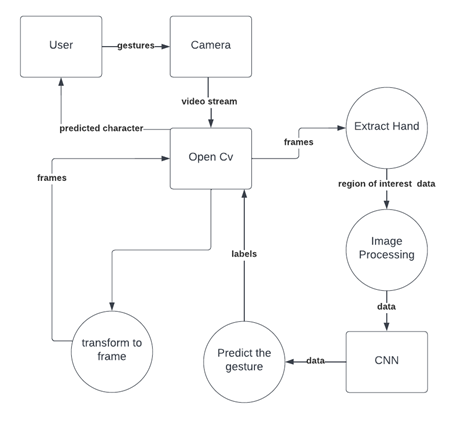 User
gestures
Camera
video stream
predicted character
Open Cv
frames
Extract Hand
frames
region of interest data
Image
Processing
labels
data
transform to
frame
Predict the
gesture
data
CNN